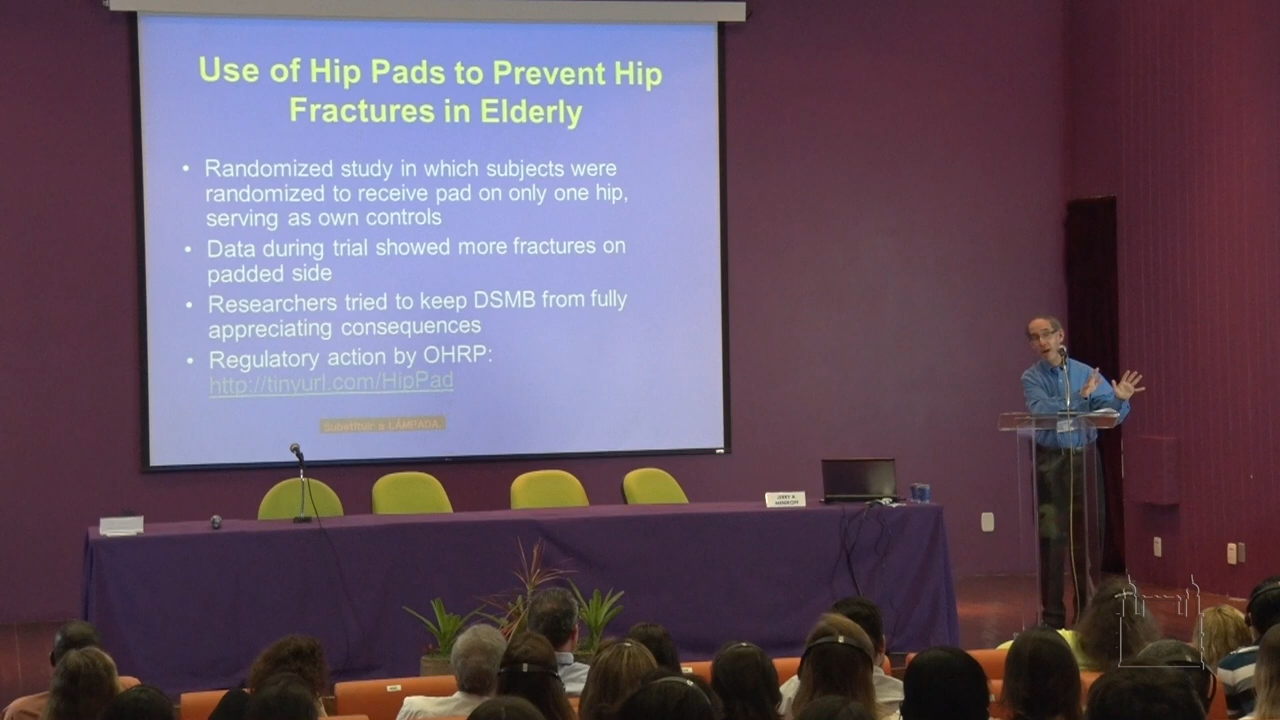 Use of Hip Pads to Prevent Hip
Fractures in Elderly
• Randomized study in which subjects were
randomized to receive pad on only one hip,
serving as own controls
• Data during trial showed more fractures on
padded side
• Researchers tried to keep DSMB from fully
appreciating consequences
• Regulatory action by OHRP:
http://tinyurl.com/HipPad
Substituir a LÂMPADA.
JERRY A.
MENIKOFF